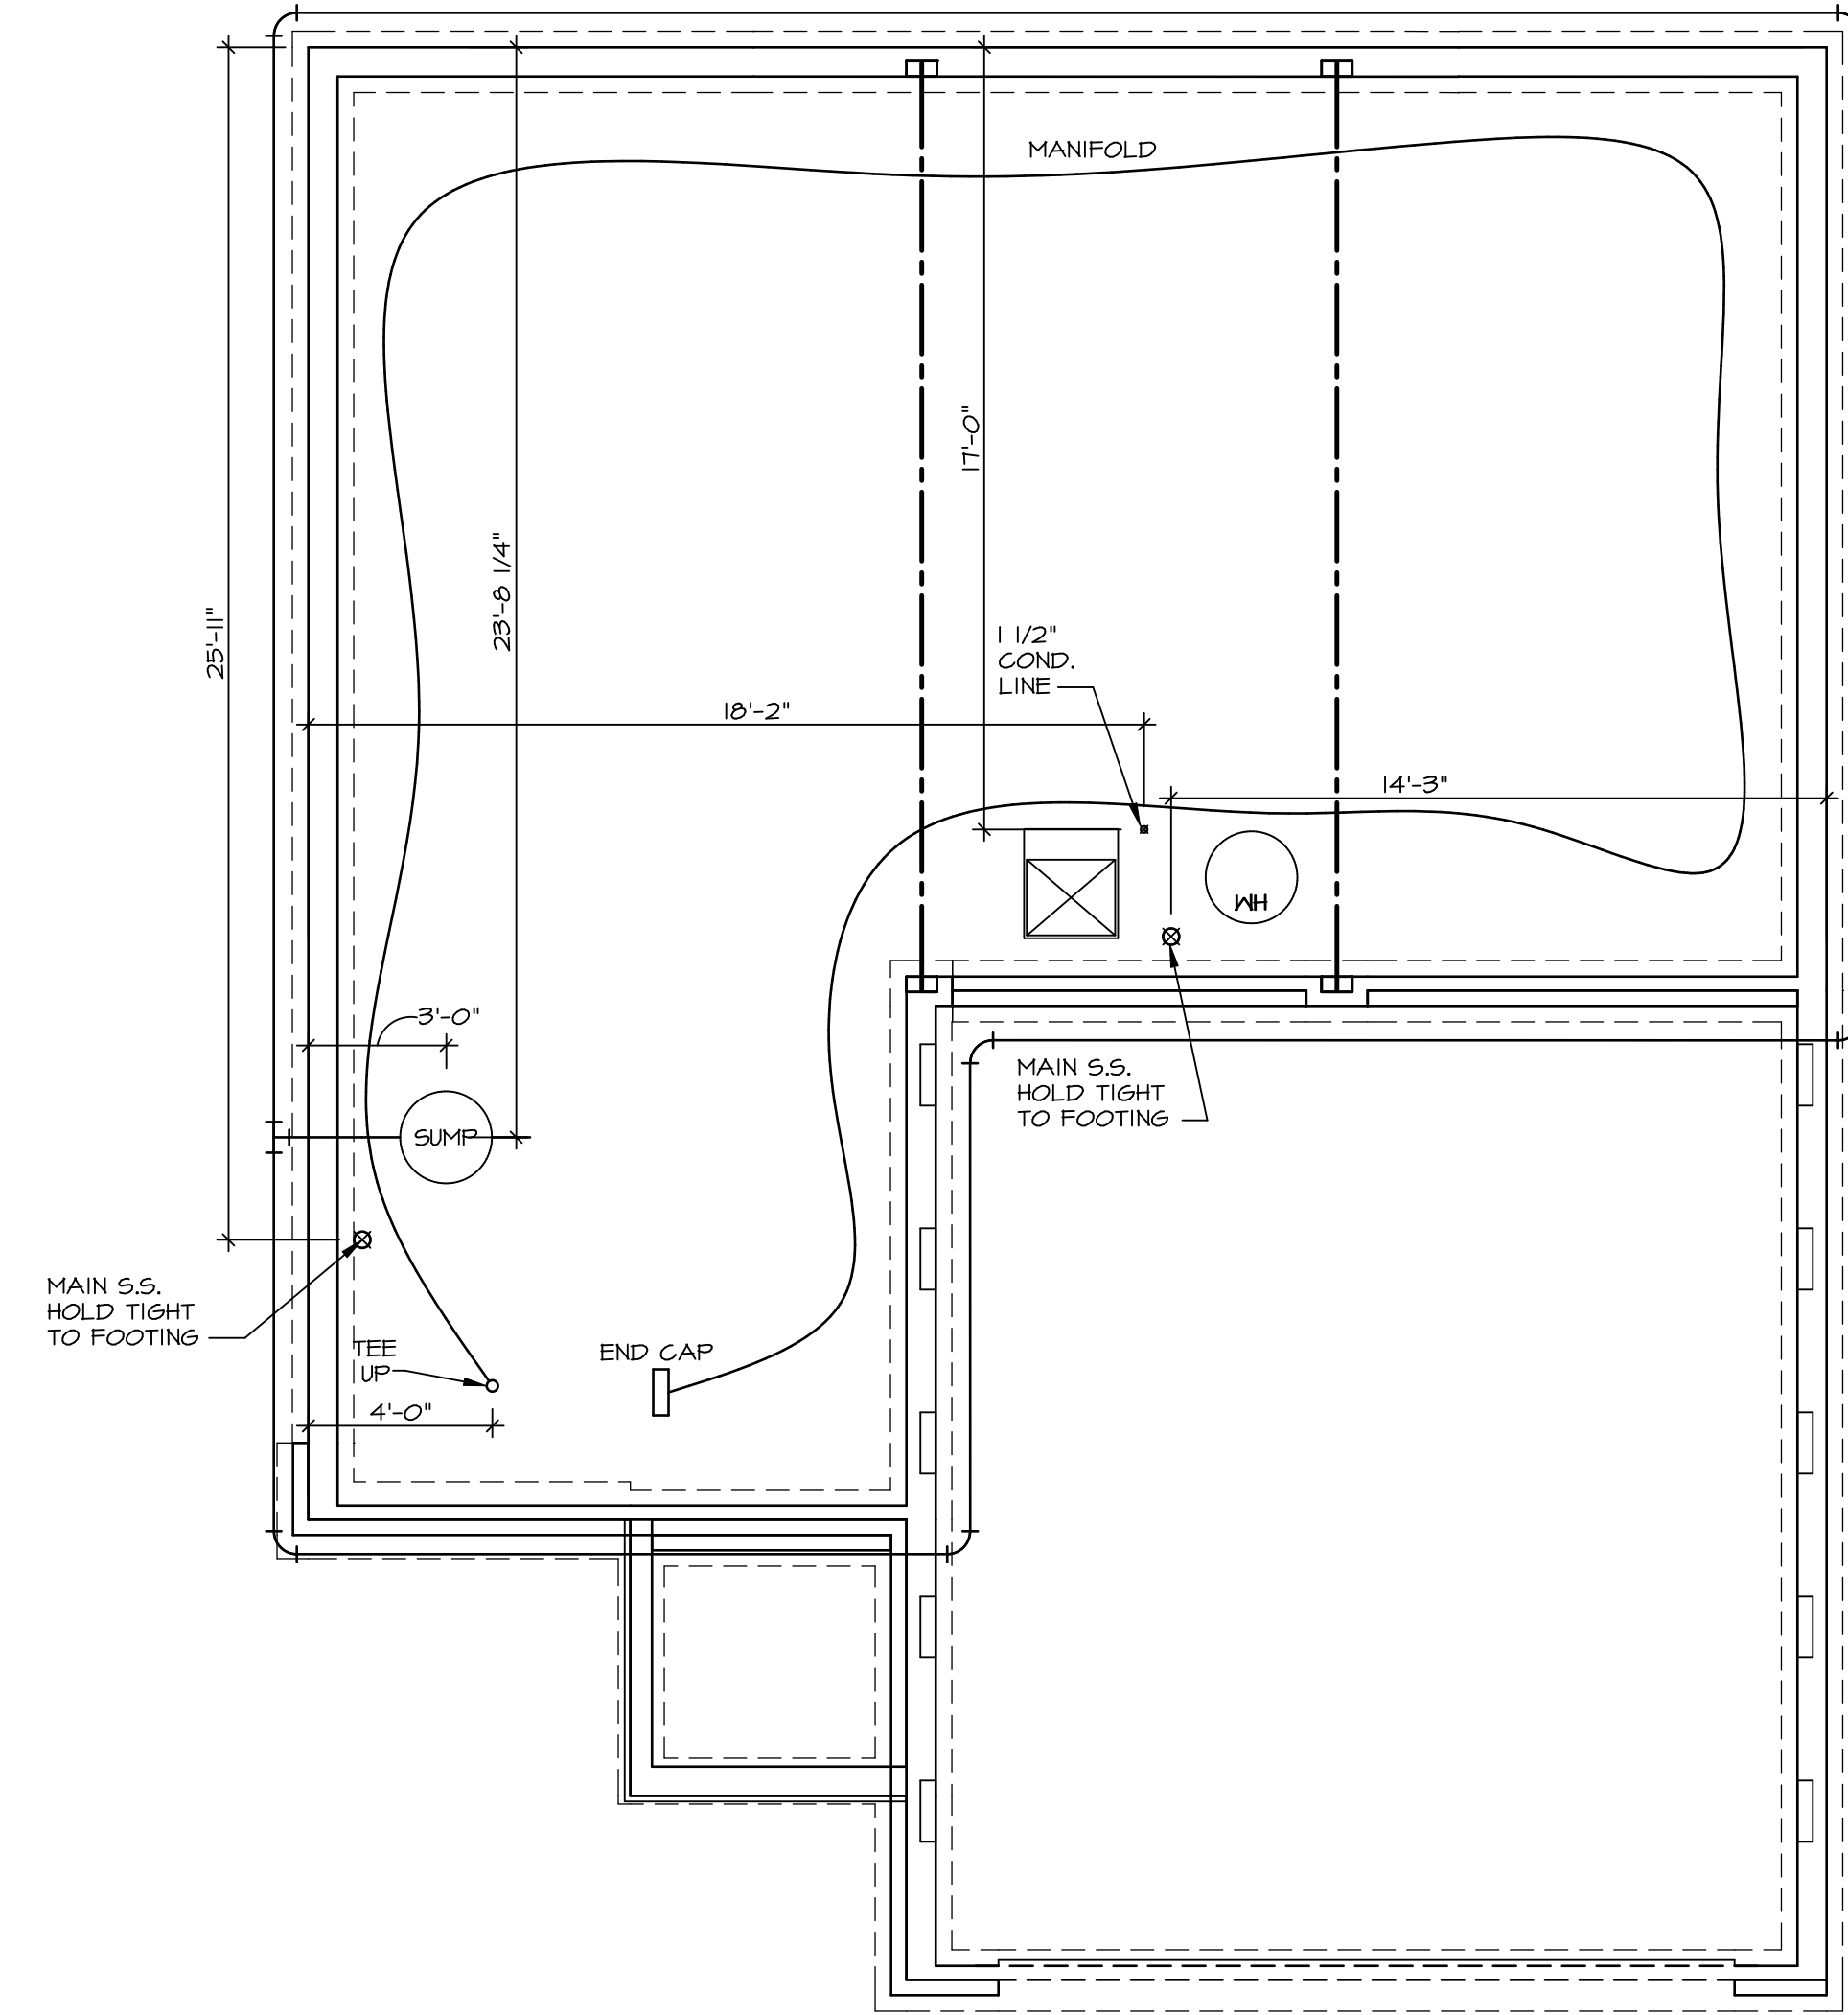 MANIFOLD
17'-0"
23'-8 1/4"
25'-11"
1 1/2"
COND.
LINE
18'-2"
14'-3"
WH
3'-0"
MAIN S.S.
HOLD TIGHT
TO FOOTING
SUMP
MAIN S.S.
HOLD TIGHT
TO FOOTING
TEE
UP
END CAP
4'-0"